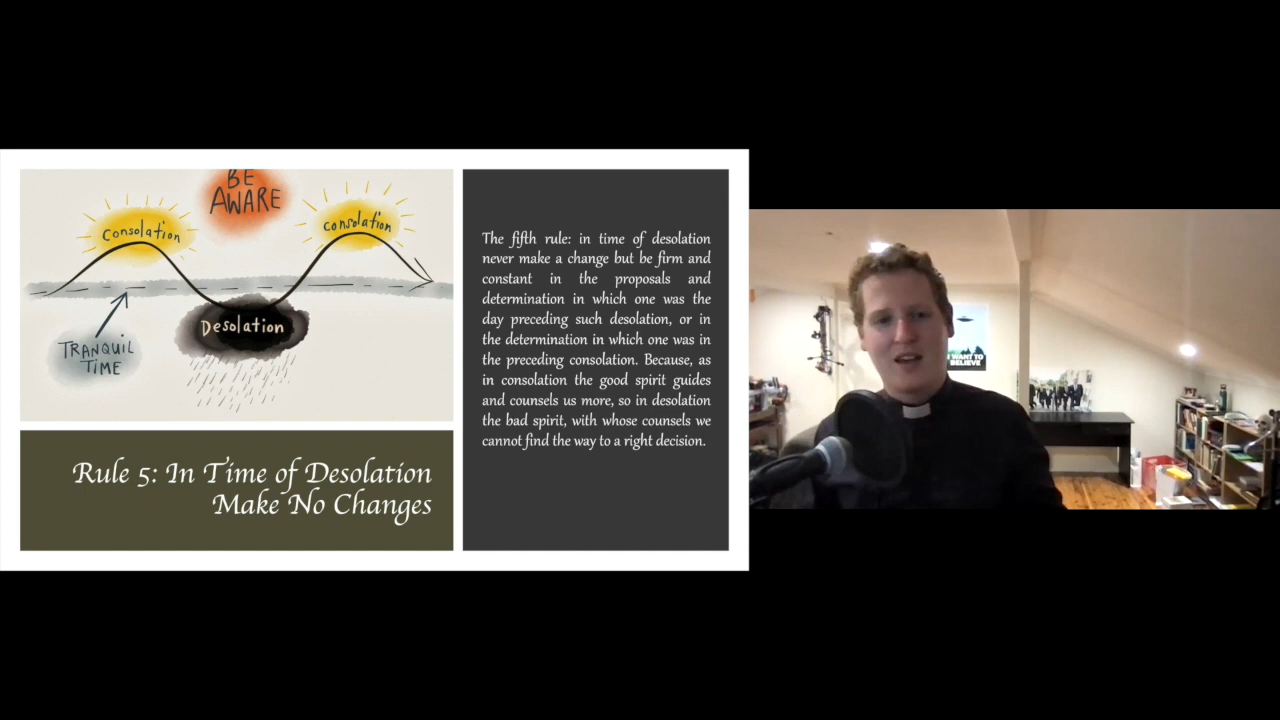 BE
AWARE
Consolation
consolation
Desolation
TRANQUIL
TIME
Rule 5: In Time of Desolation
Make No Changes
The fifth rule: in time of desolation
never make a change but be firm and
constant in the proposals and
determination in which one was the
day preceding such desolation, or in
the determination in which one was in
the preceding consolation. Because, as
in consolation the good spirit guides
and counsels us more, so in desolation
the bad spirit, with whose counsels we
cannot find the way to a right decision.
I WANT TO
BELIEVE